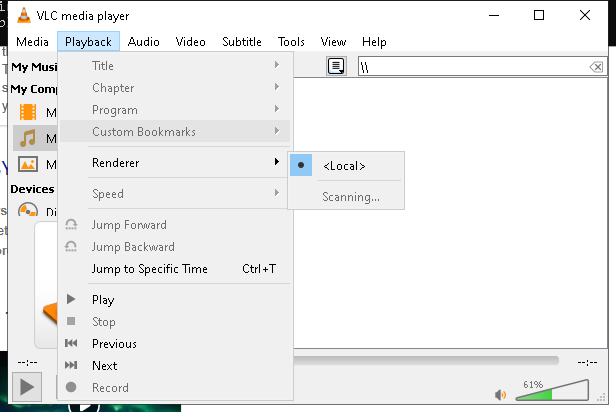 VLC media player
Media Playback Audio Video Subtitle Tools View Help
My Musi
\\
My Comp
Title
Chapter
Program
Custom Bookmarks
Renderer
<Local>
Scanning...
Devices
Di
Speed
Jump Forward
Jump Backward
Jump to Specific Time Ctrl+T
Play
Stop
Previous
Next
Record
--:--
--:--
61%